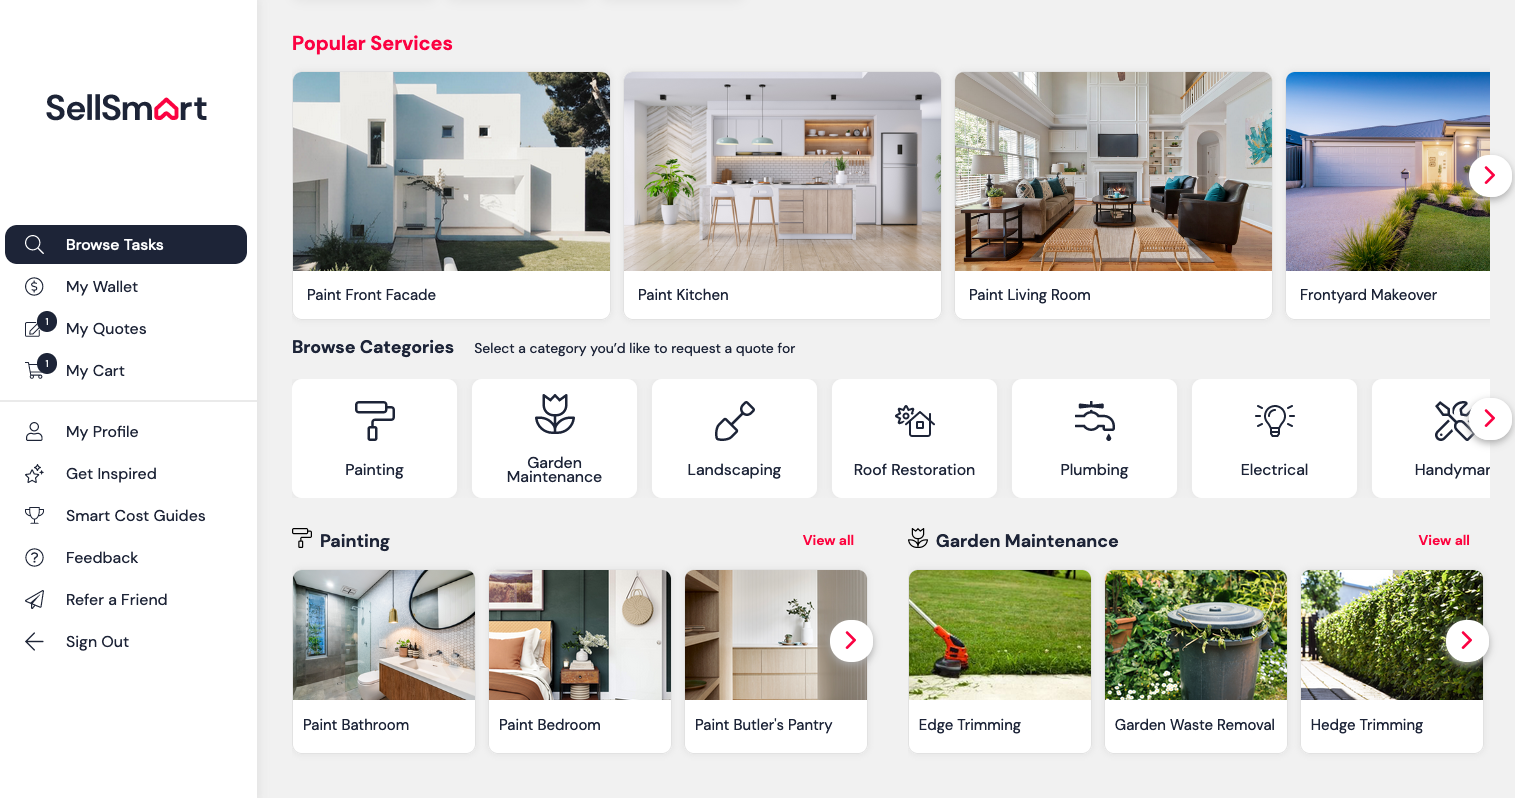 SellSmart
Browse Tasks
My Wallet
1
My Quotes
1
My Cart
My Profile
Get Inspired
Smart Cost Guides
Feedback
Refer a Friend
Sign Out
Popular Services
Paint Front Facade
Paint Kitchen
Paint Living Room
Frontyard Makeover
Browse Categories
Select a category you’d like to request a quote for
Painting
Garden
Maintenance
Landscaping
Roof Restoration
Plumbing
Electrical
Handyman
Painting
View all
Paint Bathroom
Paint Bedroom
Paint Butler's Pantry
Garden Maintenance
View all
Edge Trimming
Garden Waste Removal
Hedge Trimming